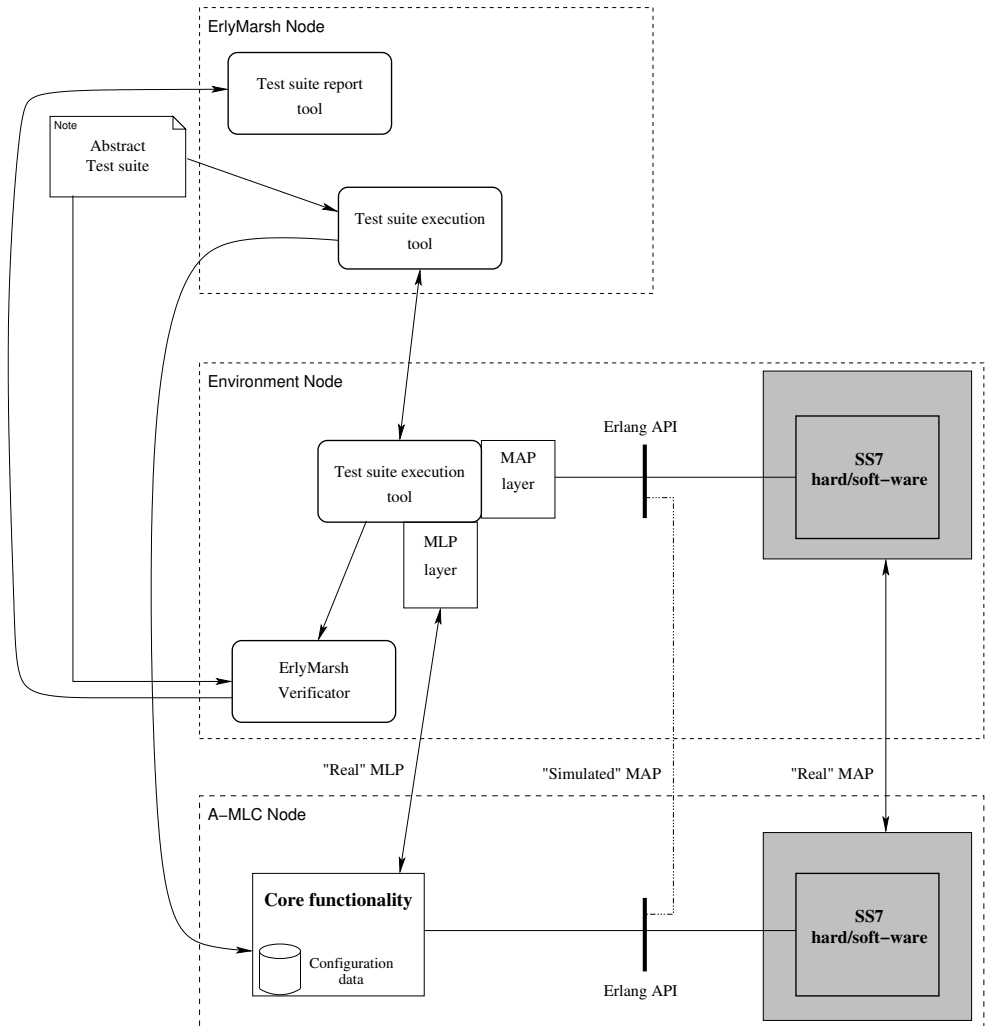 ErlyMarsh Node
Test suite report
tool
Note
Abstract
Test suite
Test suite execution
tool
Environment Node
Erlang API
SS7
hard/soft−ware
Test suite execution
tool
MAP
layer
MLP
layer
ErlyMarsh
Verificator
"Real" MLP
"Simulated" MAP
"Real" MAP
A−MLC Node
Core functionality
Configuration
data
Erlang API
SS7
hard/soft−ware